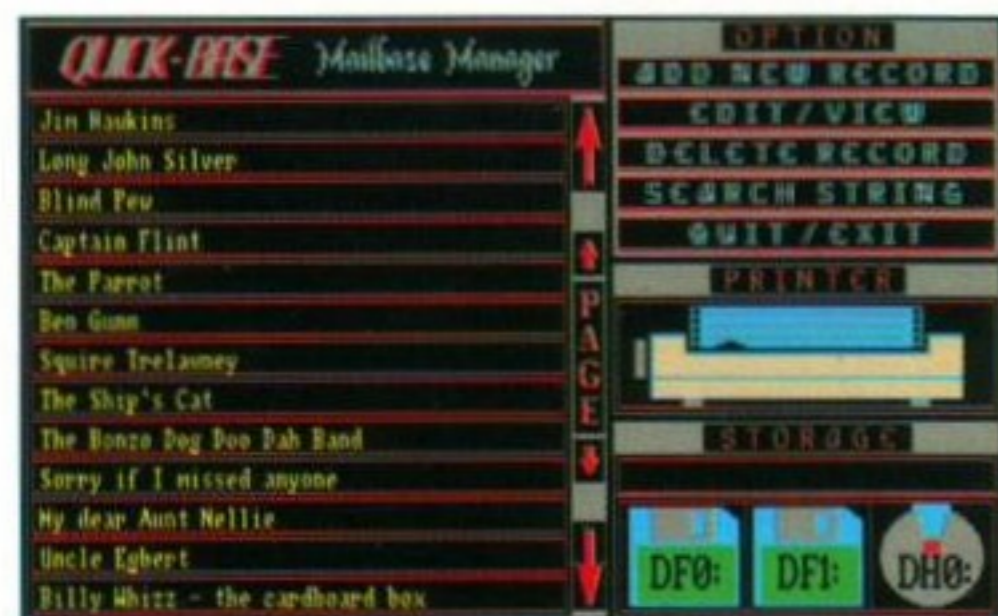 QUICK-BASE Mailbase Manager
Jim Hawkins
Long John Silver
Blind Pew
Captain Flint
The Parrot
Ben Gunn
Squire Trelawney
The Ship's Cat
The Bonzo Dog Doo Dah Band
Sorry if I missed anyone
My dear Aunt Nellie
Uncle Egbert
Billy Whizz - the cardboard box
PAGE
OPTION
ADD NEW RECORD
EDIT/VIEW
DELETE RECORD
SEARCH STRING
QUIT/EXIT
PRINTER
STORAGE
DF0: DF1: DH0: